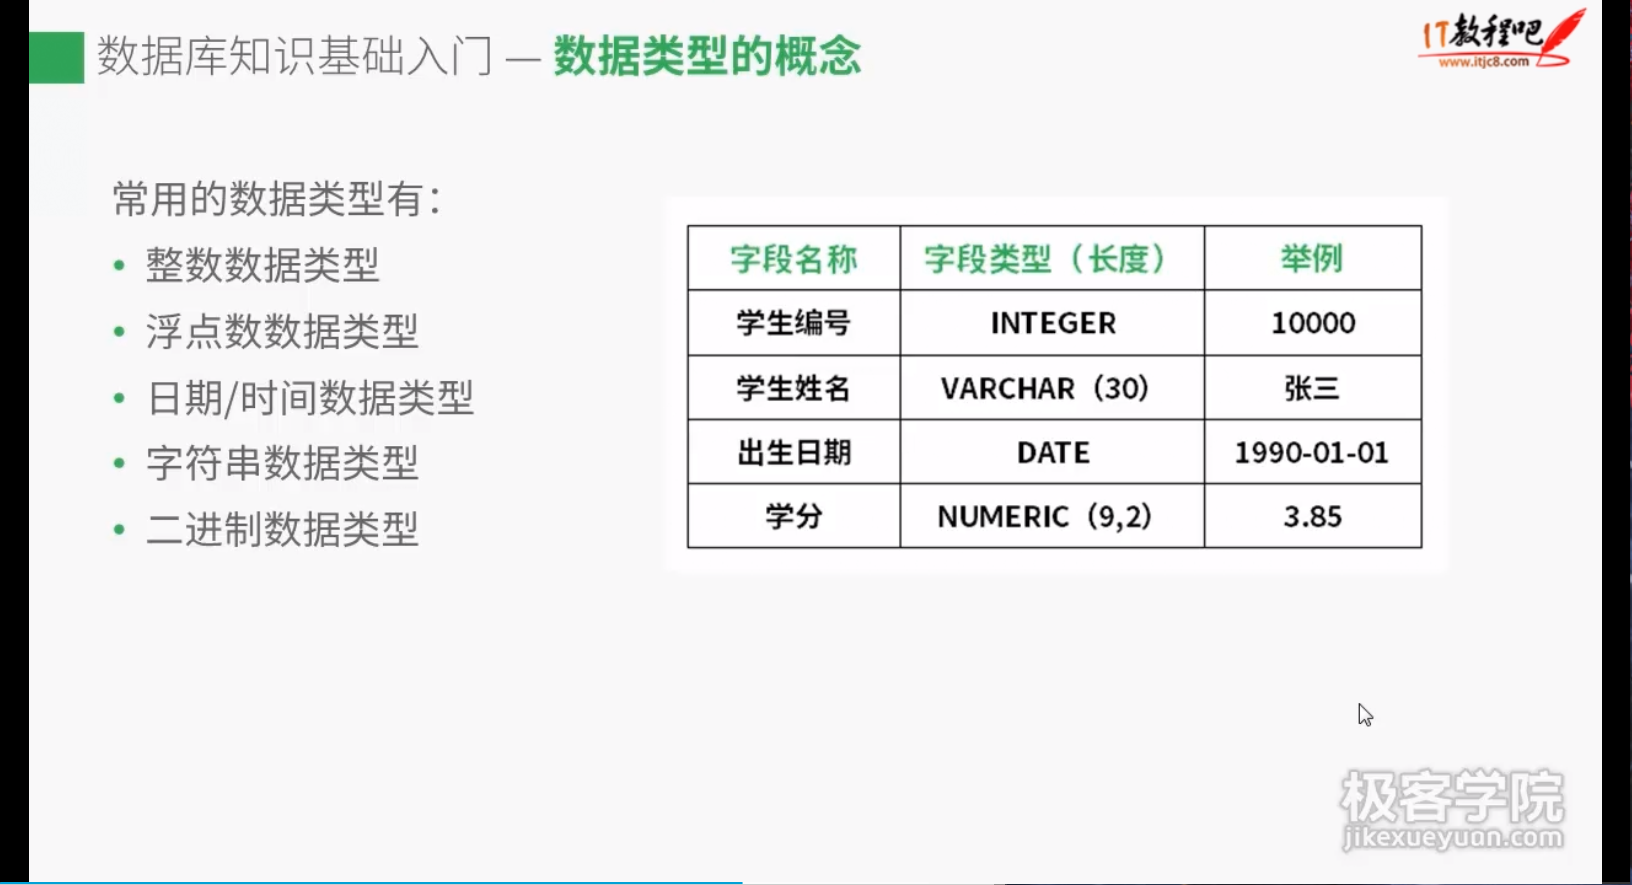 数据库知识基础入门 — 数据类型的概念
IT教程吧
www.itjc8.com
常用的数据类型有：
• 整数数据类型
• 浮点数数据类型
• 日期/时间数据类型
• 字符串数据类型
• 二进制数据类型
字段名称 字段类型（长度） 举例
学生编号 INTEGER 10000
学生姓名 VARCHAR（30） 张三
出生日期 DATE 1990-01-01
学分 NUMERIC（9,2） 3.85
极客学院
jikexueyuan.com